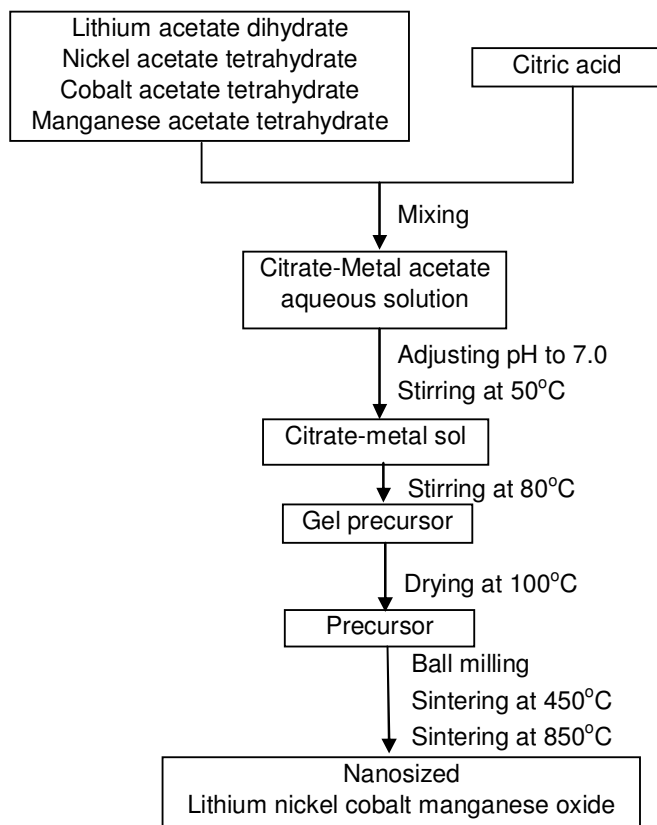 Lithium acetate dihydrate
Nickel acetate tetrahydrate
Cobalt acetate tetrahydrate
Manganese acetate tetrahydrate
Citric acid
Mixing
Citrate-Metal acetate
aqueous solution
Adjusting pH to 7.0
Stirring at 50°C
Citrate-metal sol
Stirring at 80°C
Gel precursor
Drying at 100°C
Precursor
Ball milling
Sintering at 450°C
Sintering at 850°C
Nanosized
Lithium nickel cobalt manganese oxide